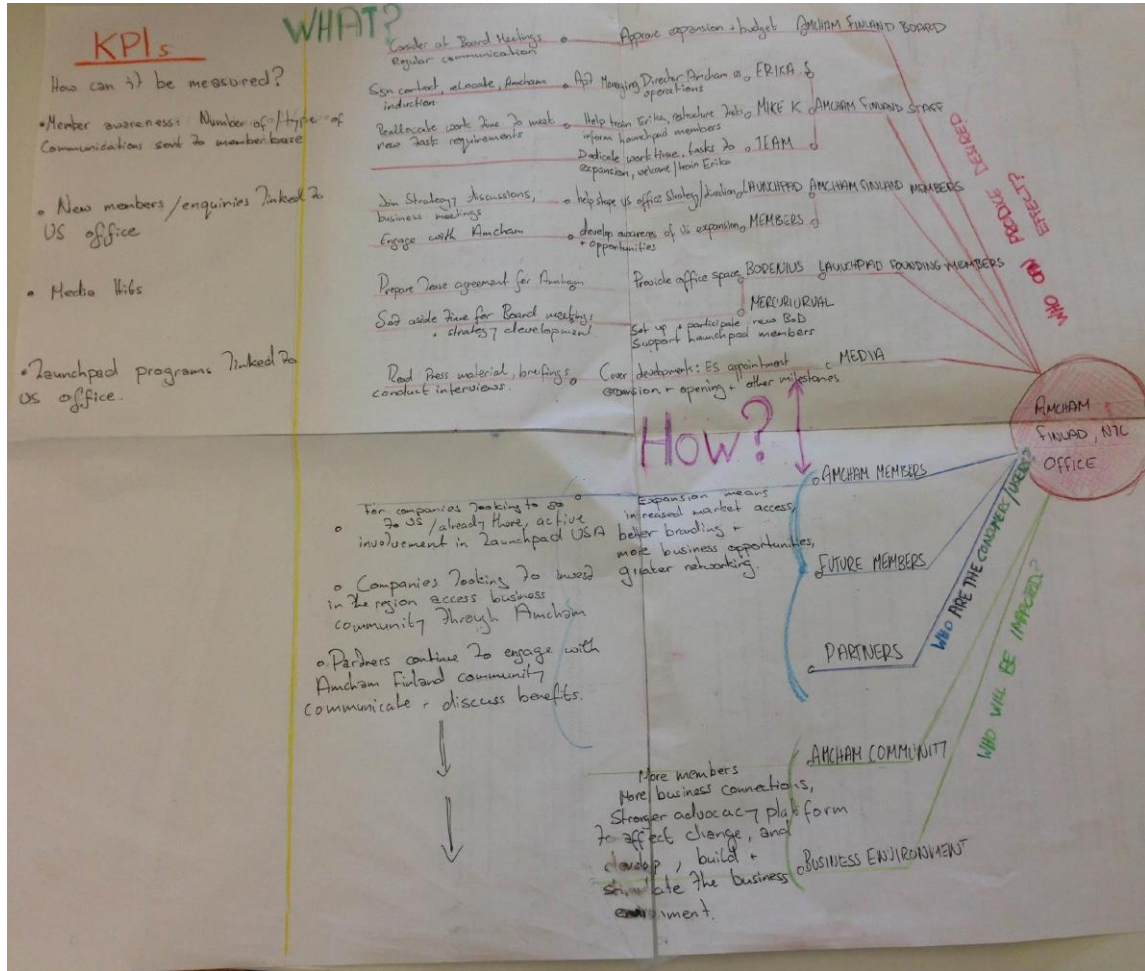 KPIs
How can it be measured?
•Member awareness: Number of / type of
Communications sent to member base
• New members/enquiries linked to
US office
• Media Hits
•Launchpad programs linked to
US office.
WHAT?
Consider at Board Meetings
Regular communication
Sign contract, relocate, Amcham
induction
Reallocate work time to meet
new task requirements
Join Strategy discussions,
business meetings
Engage with Amcham
Prepare lease agreement for Amcham
Set aside time for Board meetings
+ strategy development
Read Press material, briefings
conduct interviews.
Approve expansion + budget
Managing Director Amcham
operations
Help train Erika, restructure
inform Launchpad members
Dedicate work time, tasks to
expansion, welcome/train Erika
help shape US office Strategy/
develop awareness of US expansion
+ opportunities
Provide office space
Set up + participate new BoD
Support Launchpad members
Cover developments: ES appointment
expansion + opening + other milestones
AMCHAM FINLAND BOARD
ERIKA S
MIKE K
TEAM
AMCHAM FINLAND STAFF
LAUNCHPAD
MEMBERS
AMCHAM FINLAND MEMBERS
BORENIUS
MERCURIURVAL
LAUNCHPAD FOUNDING MEMBERS
MEDIA
WHO CAN PRODUCE DESIRED
EFFECT?
AMCHAM
FINLAD, NYC
OFFICE
How?
For companies looking to go
to US/already there, active
involvement in Launchpad USA
• Companies looking to invest
in the region access business
community through Amcham
• Partners continue to engage with
Amcham Finland community
communicate + discuss benefits.
Expansion means
increased market access,
better branding +
more business opportunities,
greater networking.
AMCHAM MEMBERS
FUTURE MEMBERS
PARTNERS
WHO ARE THE CONSUMERS/USERS?
WHO WILL BE IMPACTED?
More members
More business connections,
Stronger advocacy platform
to affect change, and
develop, build +
stimulate the business
environment.
AMCHAM COMMUNITY
BUSINESS ENVIRONMENT